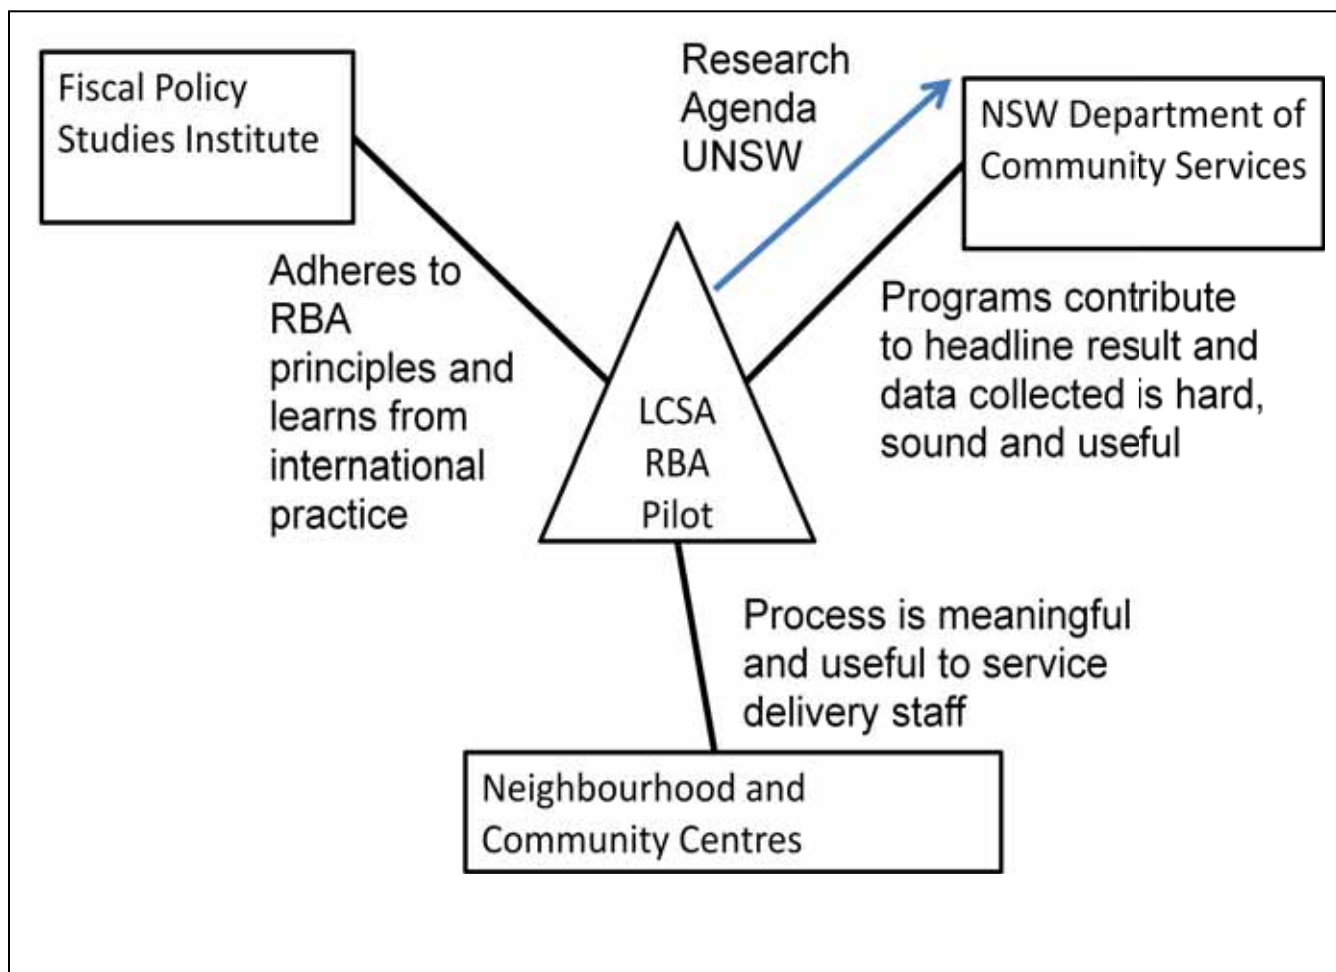 Fiscal Policy
Studies Institute
Research
Agenda
UNSW
NSW Department of
Community Services
Adheres to
RBA
principles and
learns from
international
practice
LCSA
RBA
Pilot
Programs contribute
to headline result and
data collected is hard,
sound and useful
Process is meaningful
and useful to service
delivery staff
Neighbourhood and
Community Centres